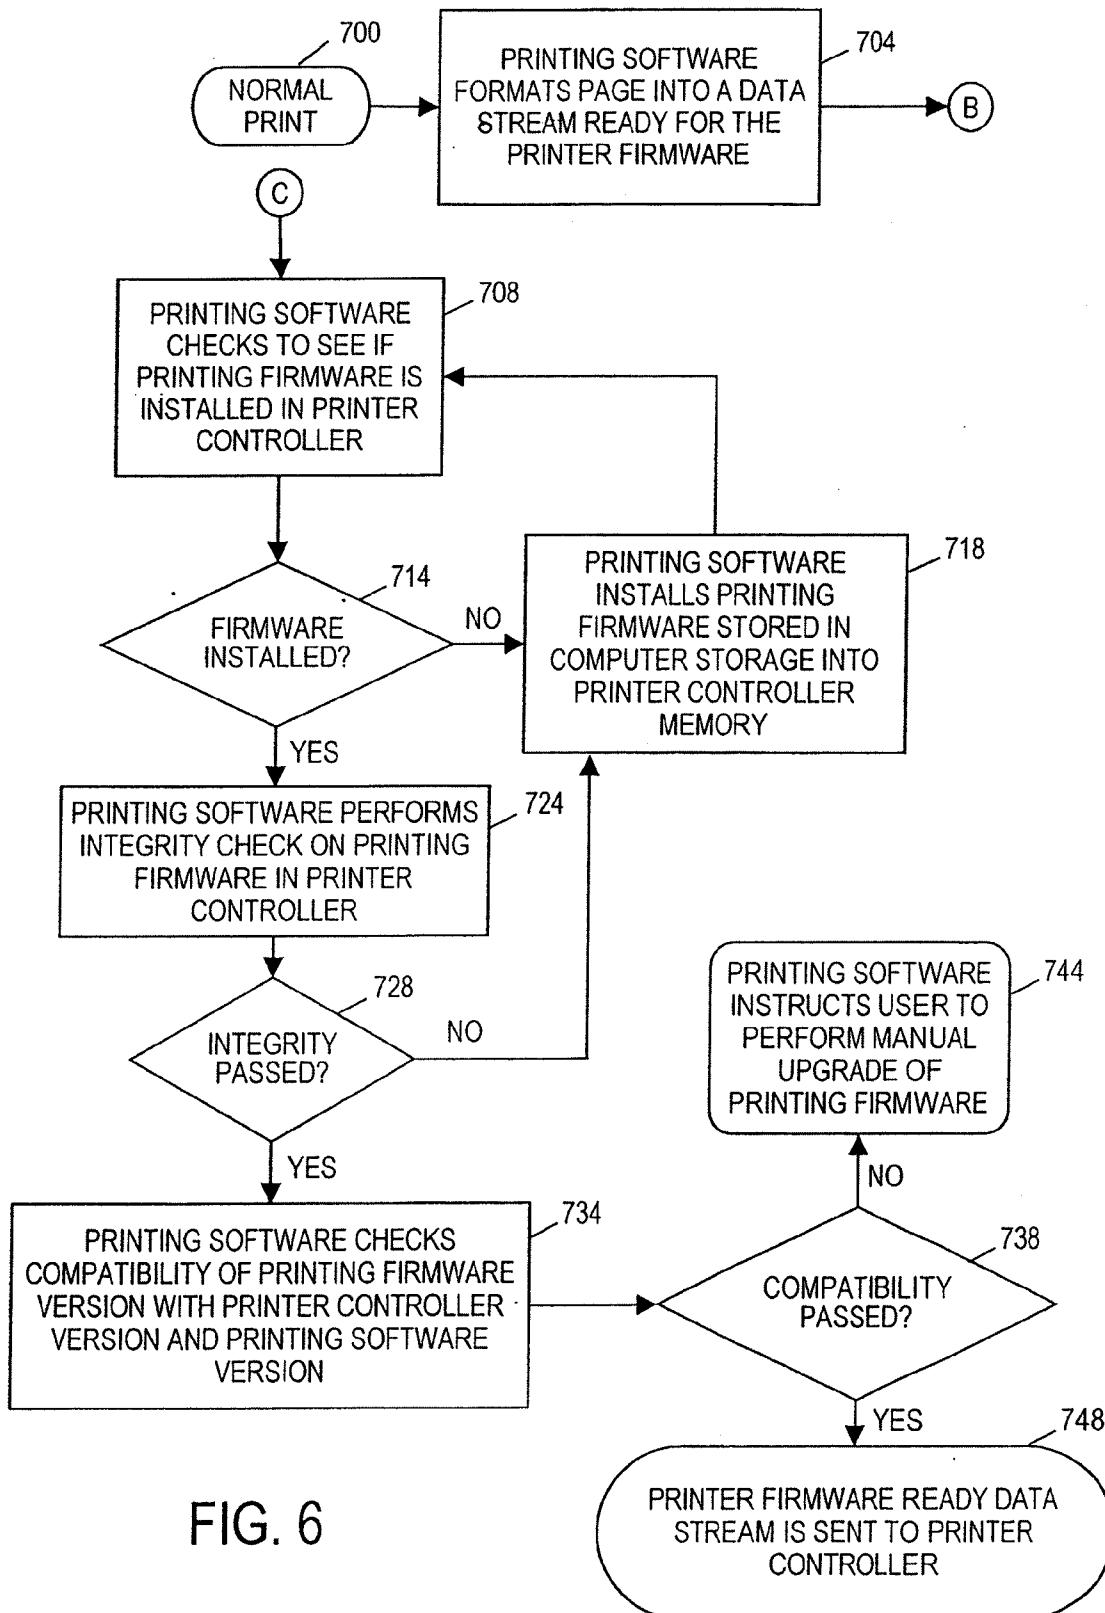 700
NORMAL
PRINT
PRINTING SOFTWARE
FORMATS PAGE INTO A DATA
STREAM READY FOR THE
PRINTER FIRMWARE
704
B
C
PRINTING SOFTWARE
CHECKS TO SEE IF
PRINTING FIRMWARE IS
INSTALLED IN PRINTER
CONTROLLER
708
FIRMWARE
INSTALLED?
714
NO
YES
PRINTING SOFTWARE
INSTALLS PRINTING
FIRMWARE STORED IN
COMPUTER STORAGE INTO
PRINTER CONTROLLER
MEMORY
718
PRINTING SOFTWARE PERFORMS
INTEGRITY CHECK ON PRINTING
FIRMWARE IN PRINTER
CONTROLLER
724
INTEGRITY
PASSED?
728
NO
YES
PRINTING SOFTWARE CHECKS
COMPATIBILITY OF PRINTING FIRMWARE
VERSION WITH PRINTER CONTROLLER
VERSION AND PRINTING SOFTWARE
VERSION
734
COMPATIBILITY
PASSED?
738
NO
PRINTING SOFTWARE
INSTRUCTS USER TO
PERFORM MANUAL
UPGRADE OF
PRINTING FIRMWARE
744
YES
748
PRINTER FIRMWARE READY DATA
STREAM IS SENT TO PRINTER
CONTROLLER
FIG. 6